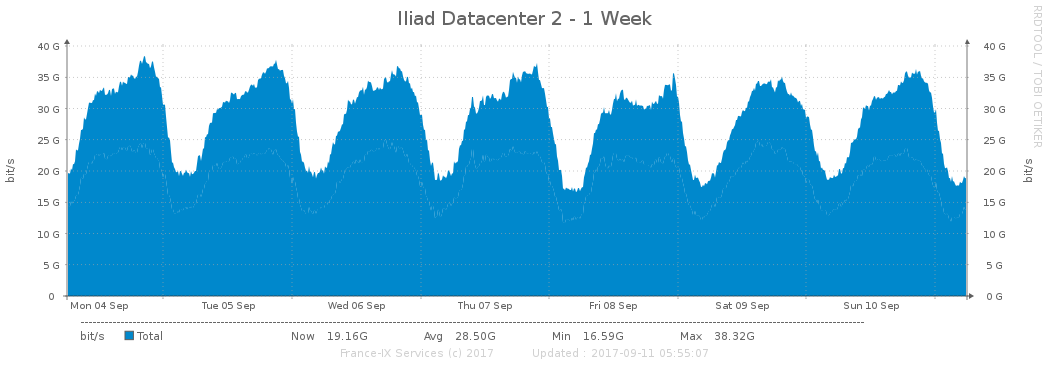 Iliad Datacenter 2 - 1 Week
RRDTOOL / TOBI OETIKER
40 G 40 G
35 G 35 G
30 G 30 G
25 G 25 G
20 G 20 G
15 G 15 G
10 G 10 G
5 G 5 G
0 0 G
bit/s
bit/s
Mon 04 Sep Tue 05 Sep Wed 06 Sep Thu 07 Sep Fri 08 Sep Sat 09 Sep Sun 10 Sep
bit/s Total Now 19.16G Avg 28.50G Min 16.59G Max 38.32G
France-IX Services (c) 2017 Updated : 2017-09-11 05:55:07